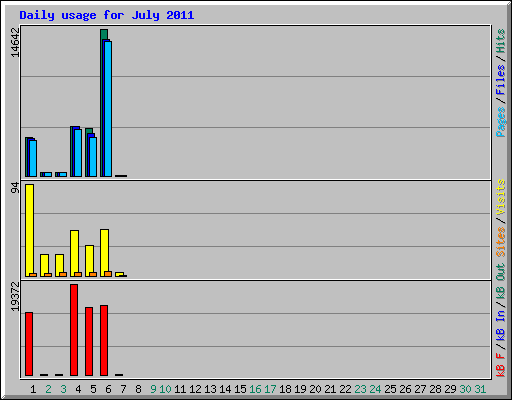 Daily usage for July 2011
14642
Pages / Files / Hits
94
Sites / Visits
19372
kB F / kB In / kB Out
1 2 3 4 5 6 7 8 9 10 11 12 13 14 15 16 17 18 19 20 21 22 23 24 25 26 27 28 29 30 31